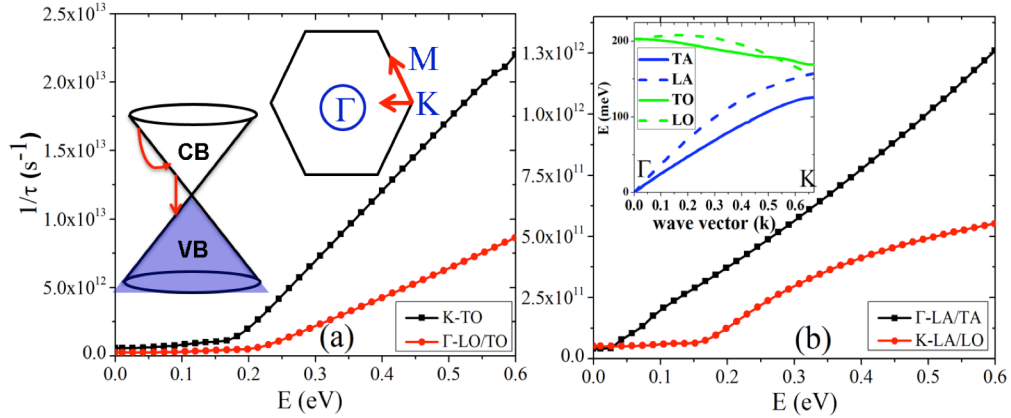 1/τ (s⁻¹)
2.5x10¹³
2.0x10¹³
1.5x10¹³
1.0x10¹³
5.0x10¹²
0.0
0.0 0.1 0.2 0.3 0.4 0.5 0.6
E (eV)
(a)
CB
VB
Γ
M
K
K-TO
Γ-LO/TO
1.3x10¹²
1.0x10¹²
7.5x10¹¹
5.0x10¹¹
2.5x10¹¹
0.0
0.0 0.1 0.2 0.3 0.4 0.5 0.6
E (eV)
(b)
Γ-LA/TA
K-LA/LO
E (meV)
200
100
0
TA
LA
TO
LO
Γ
K
0.0 0.1 0.2 0.3 0.4 0.5 0.6
wave vector (k)